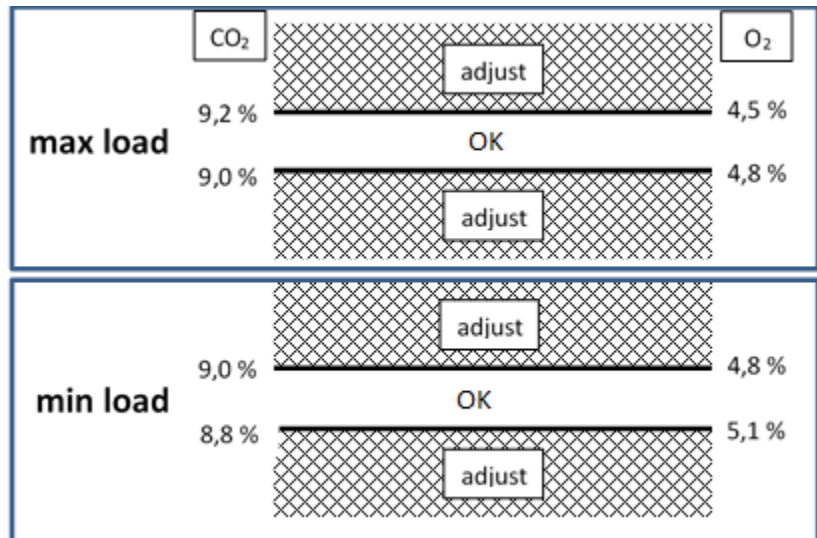 CO₂ O₂
adjust
9,2 % 4,5 %
max load OK
9,0 % 4,8 %
adjust
adjust
9,0 % 4,8 %
min load OK
8,8 % 5,1 %
adjust